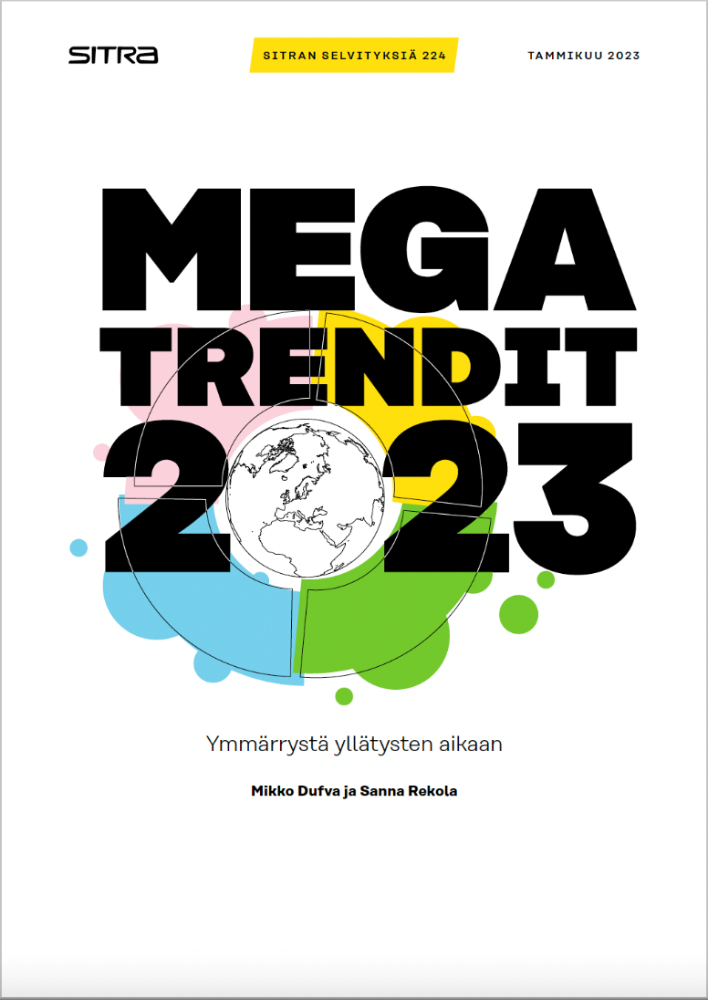 SITRA
SITRAN SELVITYKSIÄ 224
TAMMIKUU 2023
MEGA
TRENDIT
2023
Ymmärrystä yllätysten aikaan
Mikko Dufva ja Sanna Rekola